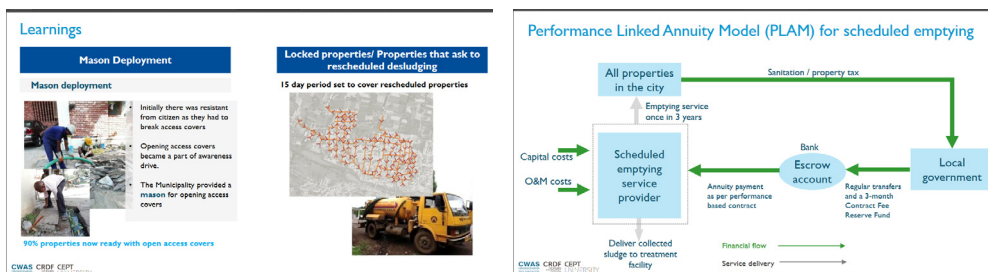 Learnings
Mason Deployment
Mason deployment
Initially there was resistant
from citizen as they had to
break access covers
Opening access covers
became a part of awareness
drive.
The Municipality provided a
mason for opening access
covers
90% properties now ready with open access covers
Locked properties/ Properties that ask to
rescheduled desludging
15 day period set to cover rescheduled properties
CWAS CRDF CEPT
Performance Linked Annuity Model (PLAM) for scheduled emptying
All properties
in the city
Sanitation / property tax
Emptying service
once in 3 years
Capital costs
O&M costs
Scheduled
emptying
service
provider
Bank
Escrow
account
Local
government
Annuity payment
as per performance
based contract
Regular transfers
and a 3-month
Contract Fee
Reserve Fund
Deliver collected
sludge to treatment
facility
Financial flow
Service delivery
CWAS CRDF CEPT